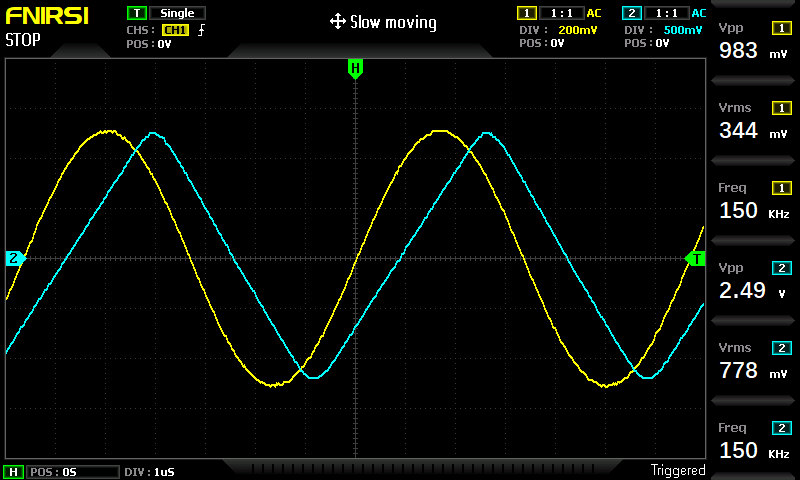 FNIRSI
STOP
T Single
CHS: CH1
POS: 0V
Slow moving
1 1:1 AC
DIV: 200mV
POS: 0V
2 1:1 AC
DIV: 500mV
POS: 0V
H
2
T
Vpp 1
983 mV
Vrms 1
344 mV
Freq 1
150 KHz
Vpp 2
2.49 V
Vrms 2
778 mV
Freq 2
150 KHz
H POS: 0S DIV: 1uS
Triggered